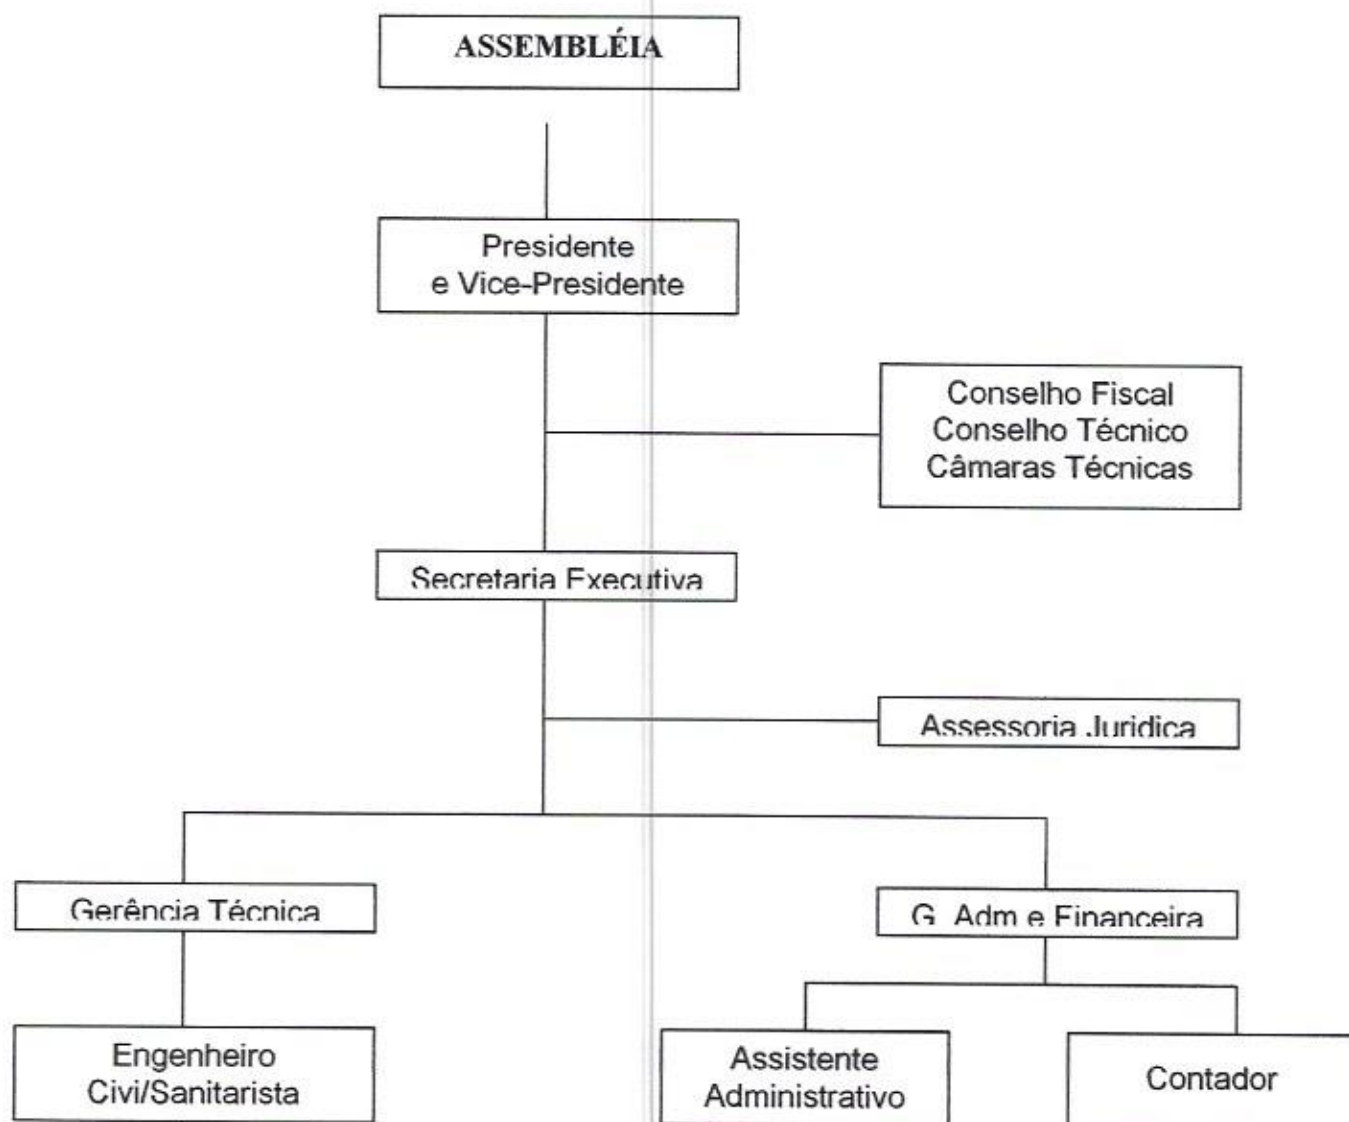 ASSEMBLÉIA
Presidente
e Vice-Presidente
Conselho Fiscal
Conselho Técnico
Câmaras Técnicas
Secretaria Executiva
Assessoria Juridica
Gerência Técnica
G. Adm e Financeira
Engenheiro
Civi/Sanitarista
Assistente
Administrativo
Contador